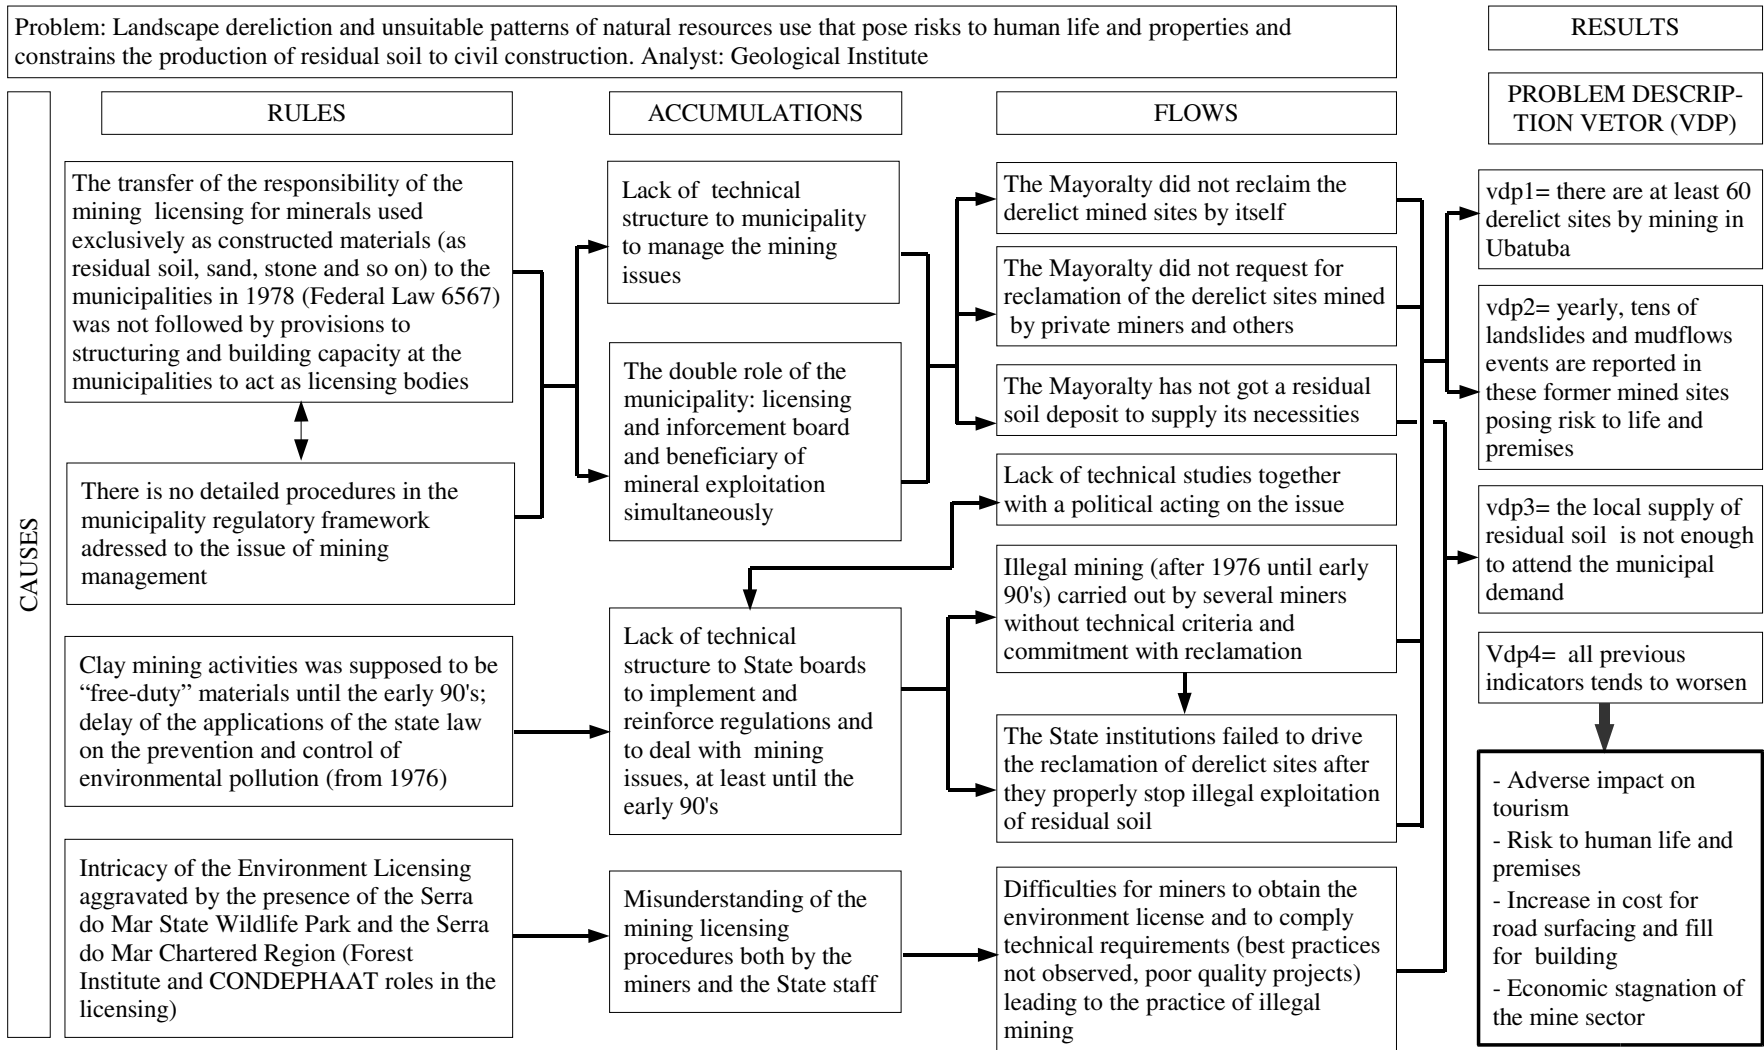 Problem: Landscape dereliction and unsuitable patterns of natural resources use that pose risks to human life and properties and
constrains the production of residual soil to civil construction. Analyst: Geological Institute
RESULTS
CAUSES
RULES
ACCUMULATIONS
FLOWS
PROBLEM DESCRIP-
TION VETOR (VDP)
The transfer of the responsibility of the
mining licensing for minerals used
exclusively as constructed materials (as
residual soil, sand, stone and so on) to the
municipalities in 1978 (Federal Law 6567)
was not followed by provisions to
structuring and building capacity at the
municipalities to act as licensing bodies
There is no detailed procedures in the
municipality regulatory framework
adressed to the issue of mining
management
Clay mining activities was supposed to be
“free-duty” materials until the early 90's;
delay of the applications of the state law
on the prevention and control of
environmental pollution (from 1976)
Intricacy of the Environment Licensing
aggravated by the presence of the Serra
do Mar State Wildlife Park and the Serra
do Mar Chartered Region (Forest
Institute and CONDEPHAAT roles in the
licensing)
Lack of technical
structure to municipality
to manage the mining
issues
The double role of the
municipality: licensing
and inforcement board
and beneficiary of
mineral exploitation
simultaneously
Lack of technical
structure to State boards
to implement and
reinforce regulations and
to deal with mining
issues, at least until the
early 90's
Misunderstanding of the
mining licensing
procedures both by the
miners and the State staff
The Mayoralty did not reclaim the
derelict mined sites by itself
The Mayoralty did not request for
reclamation of the derelict sites mined
by private miners and others
The Mayoralty has not got a residual
soil deposit to supply its necessities
Lack of technical studies together
with a political acting on the issue
Illegal mining (after 1976 until early
90's) carried out by several miners
without technical criteria and
commitment with reclamation
The State institutions failed to drive
the reclamation of derelict sites after
they properly stop illegal exploitation
of residual soil
Difficulties for miners to obtain the
environment license and to comply
technical requirements (best practices
not observed, poor quality projects)
leading to the practice of illegal
mining
vdp1= there are at least 60
derelict sites by mining in
Ubatuba
vdp2= yearly, tens of
landslides and mudflows
events are reported in
these former mined sites
posing risk to life and
premises
vdp3= the local supply of
residual soil is not enough
to attend the municipal
demand
Vdp4= all previous
indicators tends to worsen
- Adverse impact on
tourism
- Risk to human life and
premises
- Increase in cost for
road surfacing and fill
for building
- Economic stagnation of
the mine sector